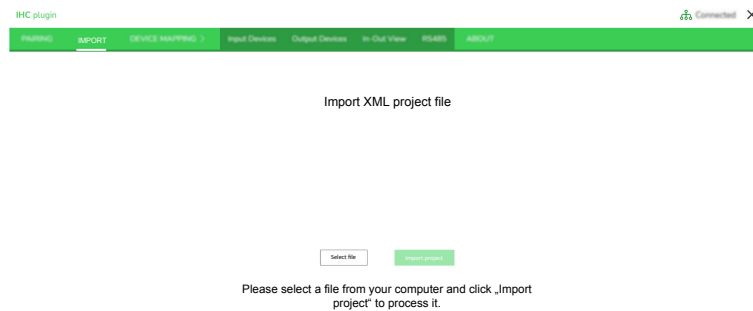 IHC plugin
Connected
PAIRING IMPORT DEVICE MAPPING > Input Devices Output Devices In-Out View RS485 ABOUT
Import XML project file
Select file Import project
Please select a file from your computer and click „Import
project“ to process it.